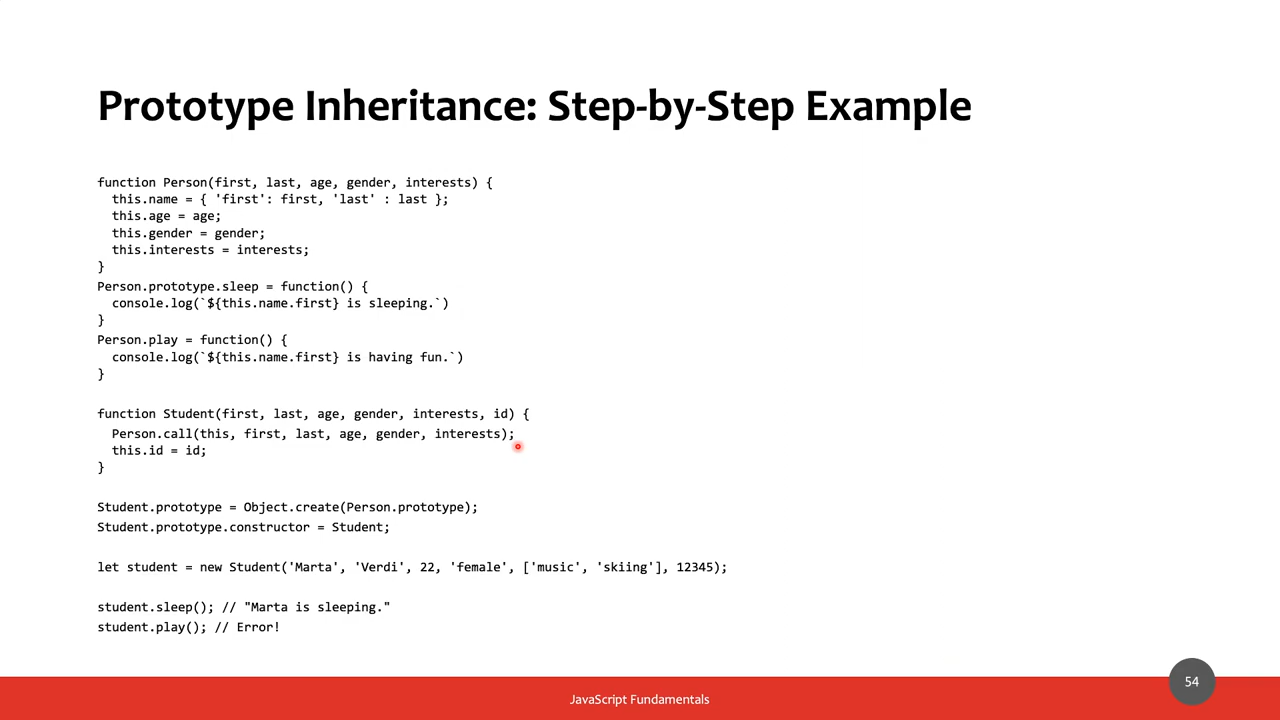 Prototype Inheritance: Step-by-Step Example
function Person(first, last, age, gender, interests) {
  this.name = { 'first': first, 'last' : last };
  this.age = age;
  this.gender = gender;
  this.interests = interests;
}
Person.prototype.sleep = function() {
  console.log(`${this.name.first} is sleeping.`)
}
Person.play = function() {
  console.log(`${this.name.first} is having fun.`)
}
function Student(first, last, age, gender, interests, id) {
  Person.call(this, first, last, age, gender, interests);
  this.id = id;
}
Student.prototype = Object.create(Person.prototype);
Student.prototype.constructor = Student;
let student = new Student('Marta', 'Verdi', 22, 'female', ['music', 'skiing'], 12345);
student.sleep(); // "Marta is sleeping."
student.play(); // Error!
54
JavaScript Fundamentals